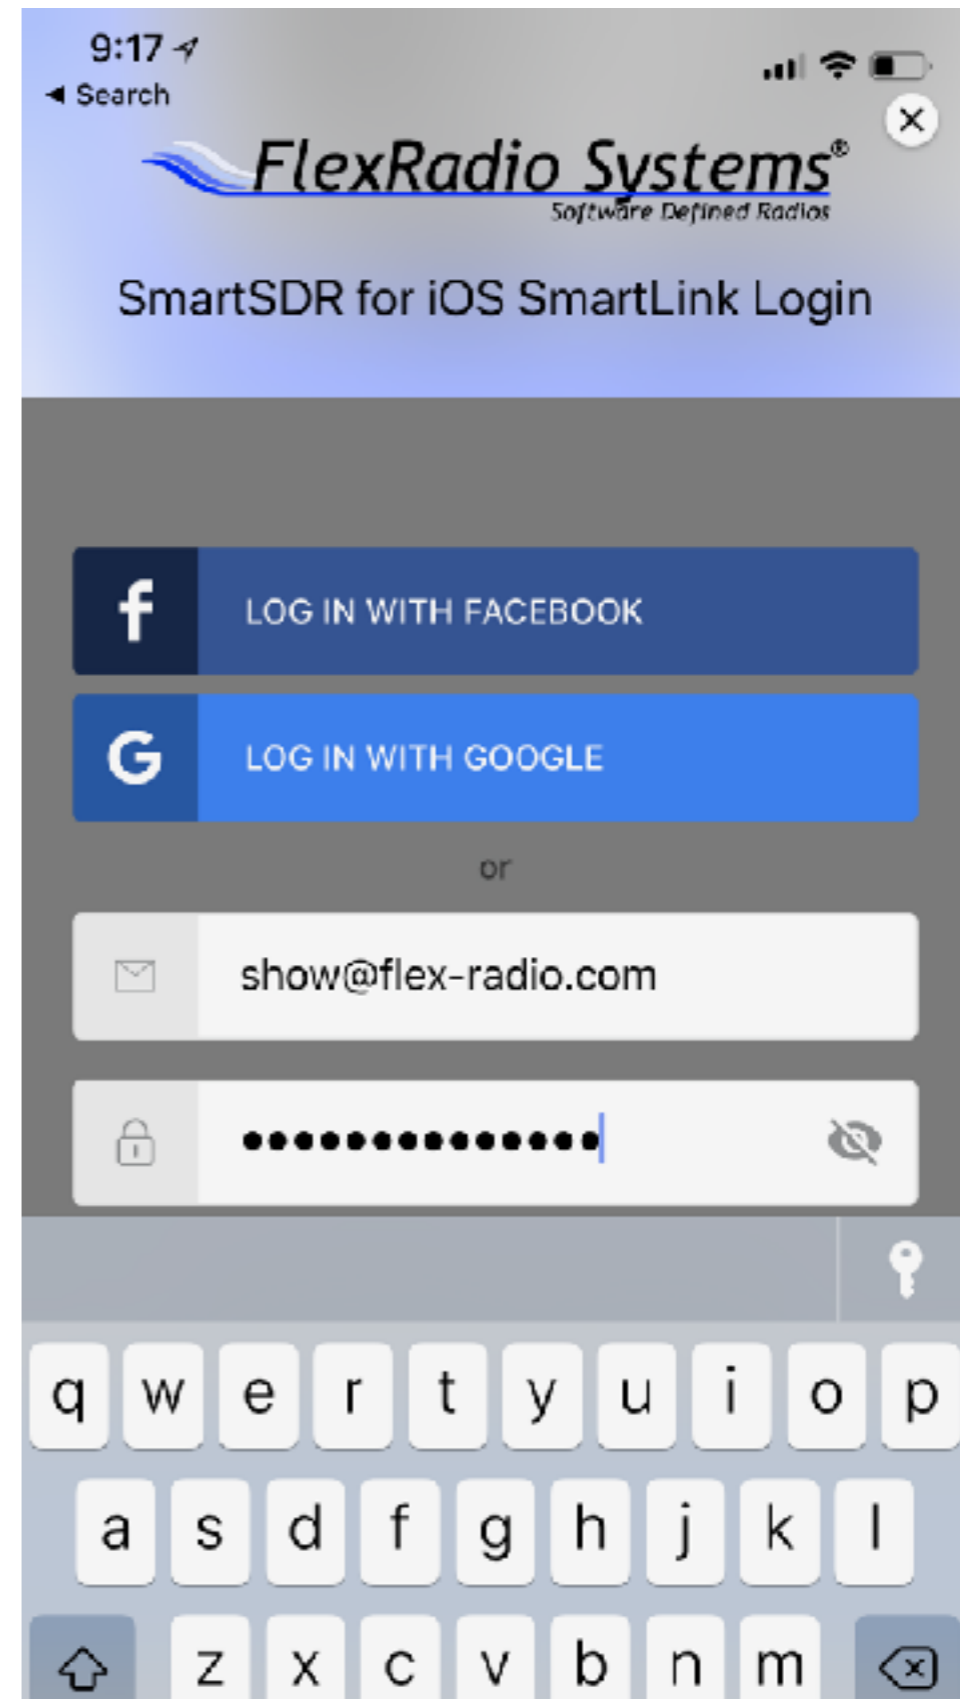 9:17
◀ Search
FlexRadio Systems®
Software Defined Radios
SmartSDR for iOS SmartLink Login
f LOG IN WITH FACEBOOK
G LOG IN WITH GOOGLE
or
show@flex-radio.com
●●●●●●●●●●●●●●
q w e r t y u i o p
a s d f g h j k l
z x c v b n m